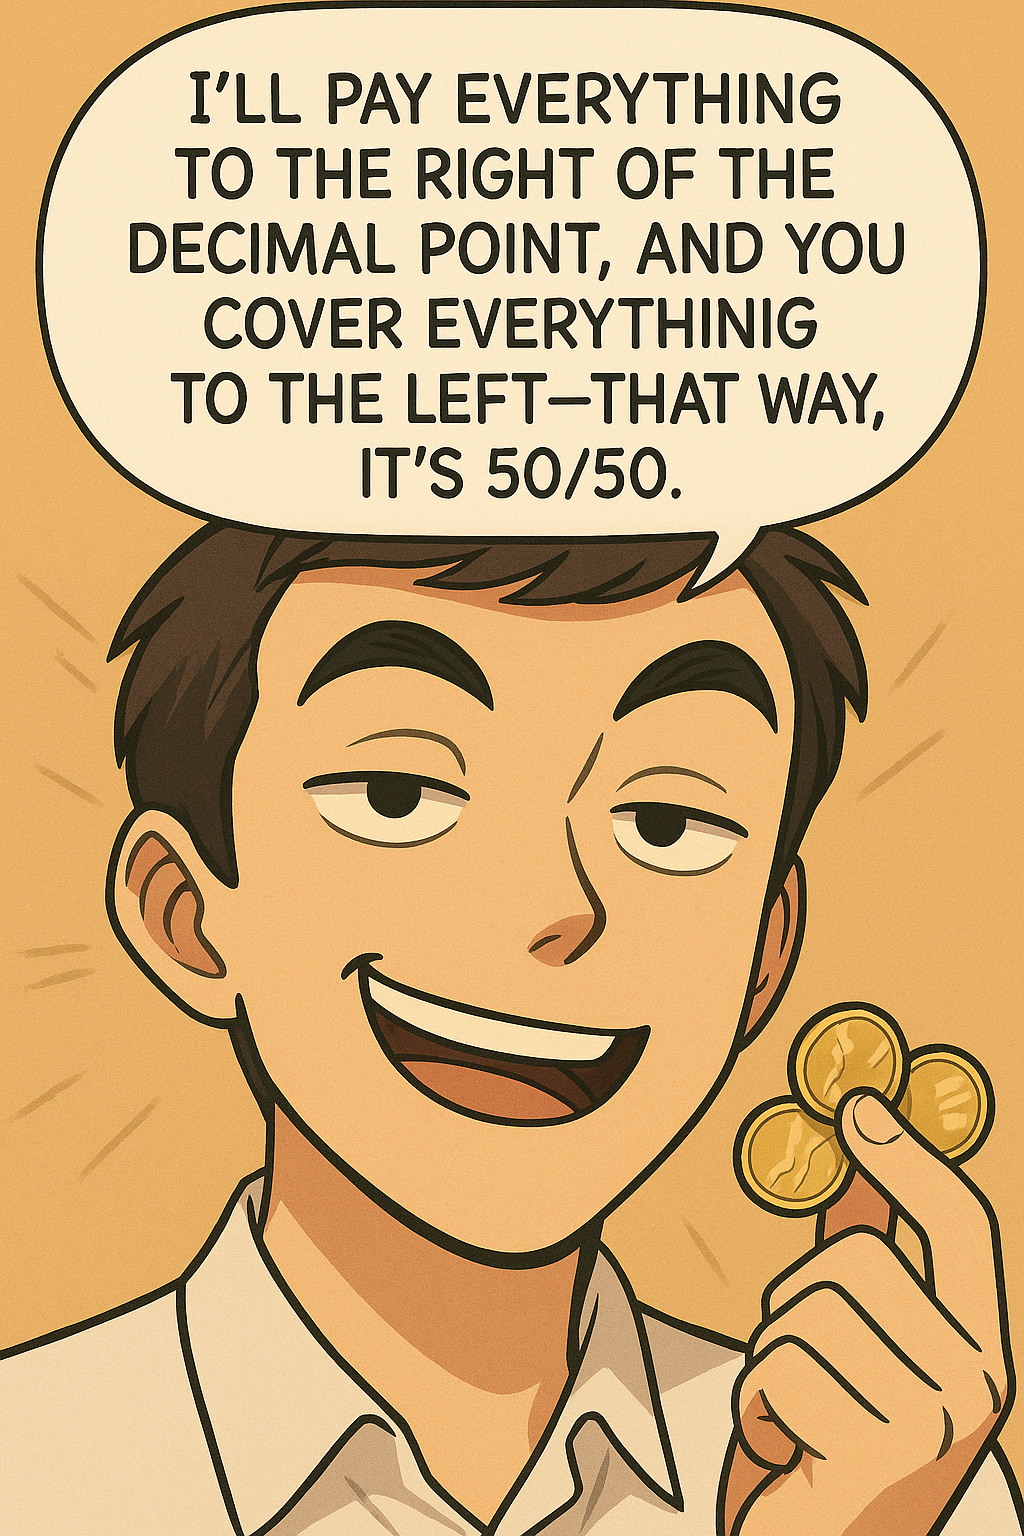 I'LL PAY EVERYTHING
TO THE RIGHT OF THE
DECIMAL POINT, AND YOU
COVER EVERYTHINIG
TO THE LEFT—THAT WAY,
IT'S 50/50.